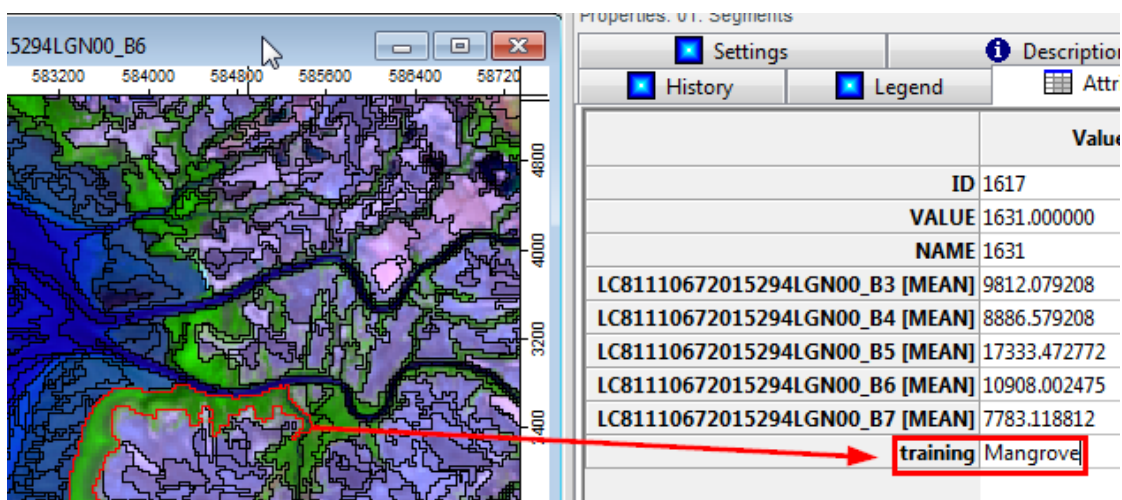 Properties: 01. Segments
.5294LGN00_B6
Settings
Description
583200 584000 584800 585600 586400 58720
History
Legend
Attr
Value
4800
ID 1617
VALUE 1631.000000
NAME 1631
4000
LC81110672015294LGN00_B3 [MEAN] 9812.079208
LC81110672015294LGN00_B4 [MEAN] 8886.579208
3200
LC81110672015294LGN00_B5 [MEAN] 17333.472772
LC81110672015294LGN00_B6 [MEAN] 10908.002475
LC81110672015294LGN00_B7 [MEAN] 7783.118812
2400
training Mangrove